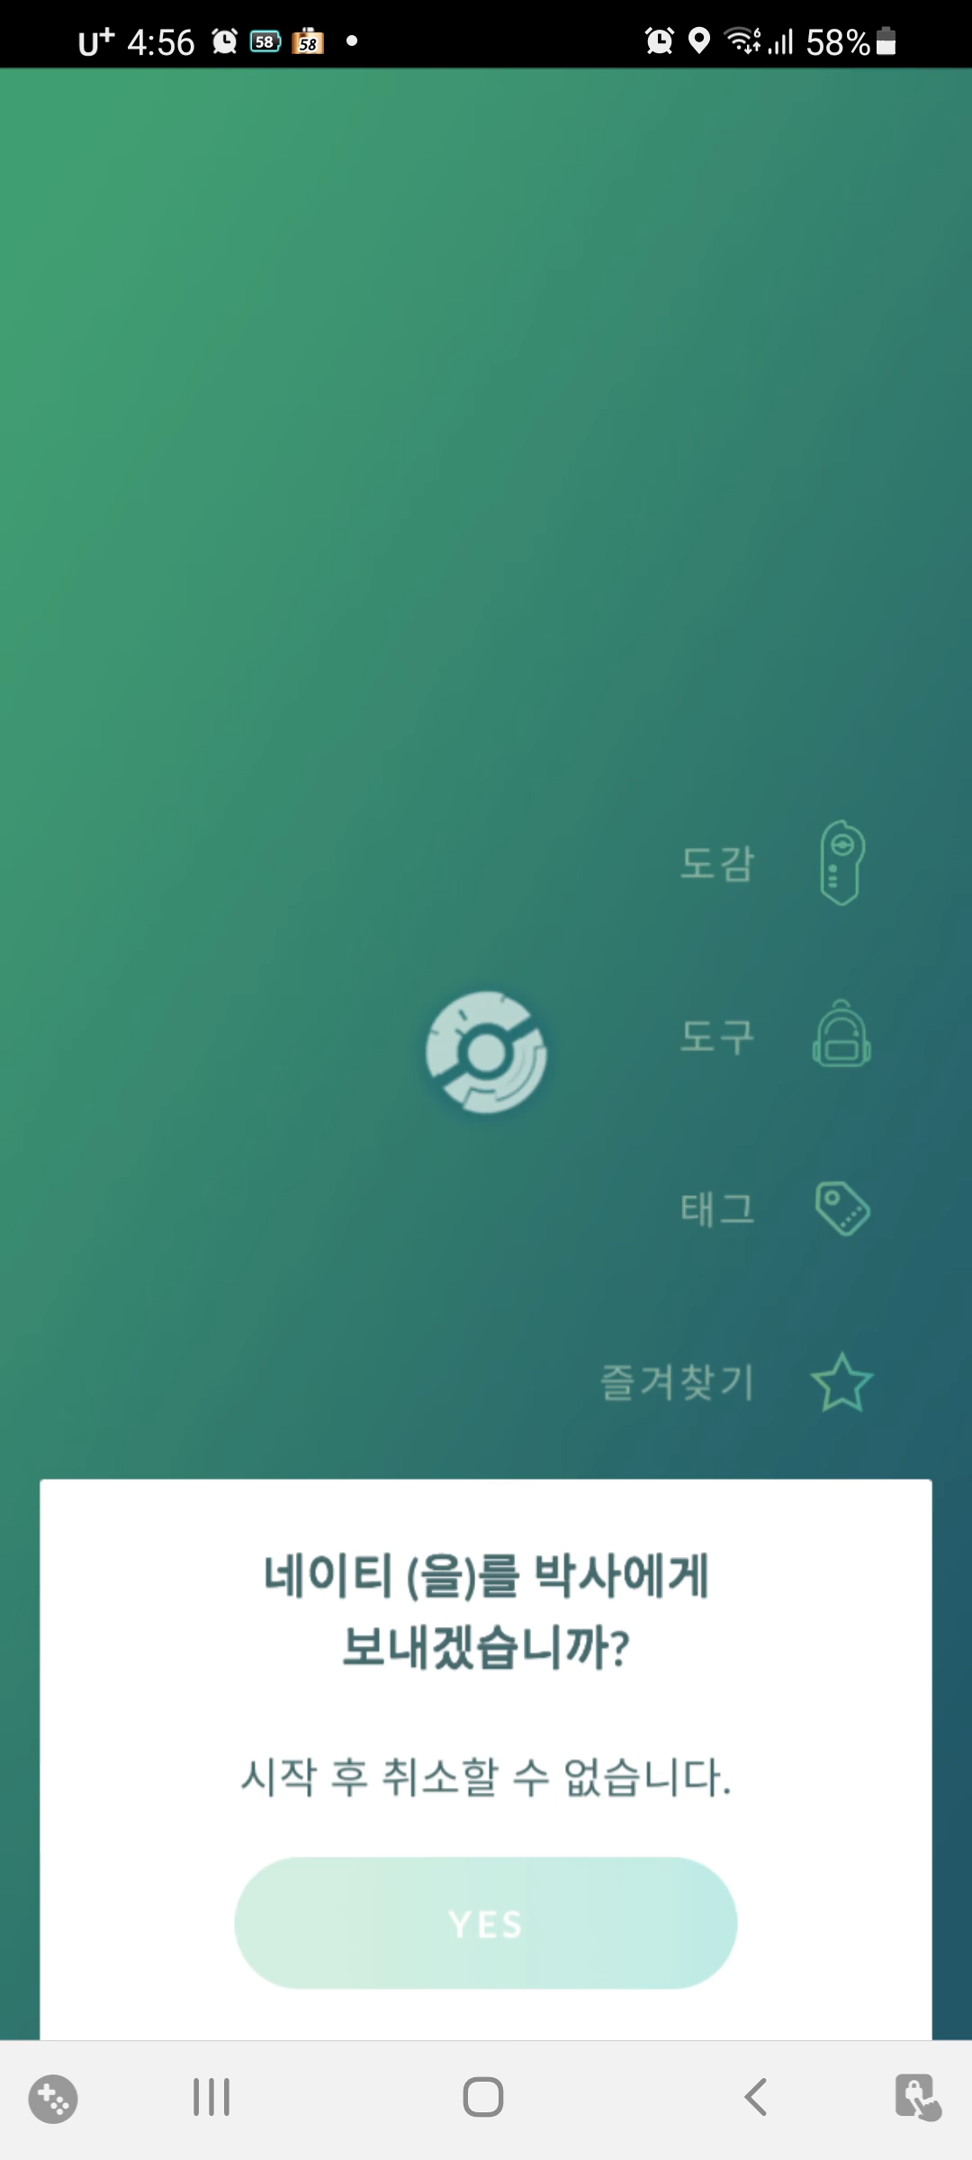 U+ 4:56 58 58 58%
도감
도구
태그
즐겨찾기
네이티 (을)를 박사에게
보내겠습니까?
시작 후 취소할 수 없습니다.
YES